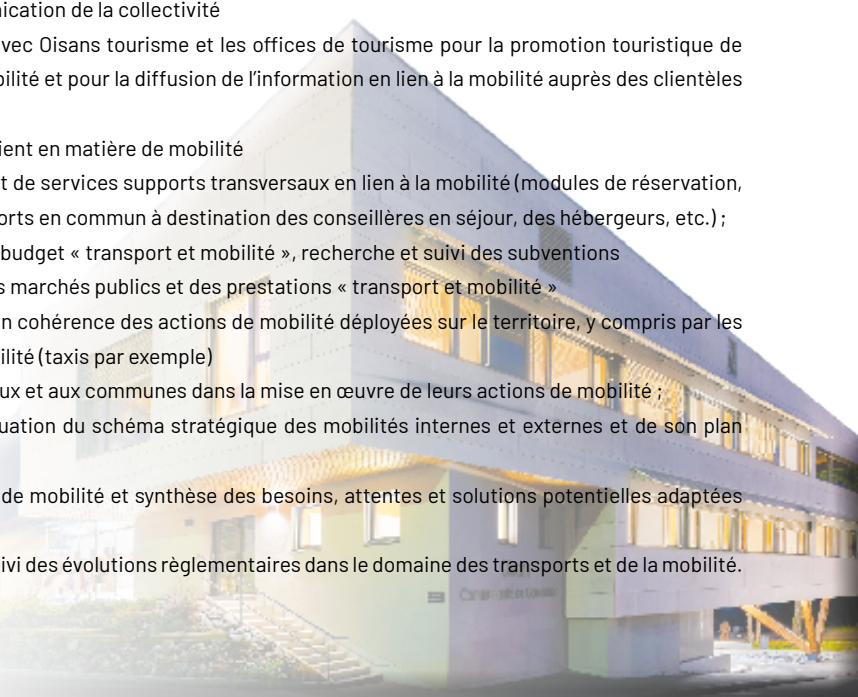 ication de la collectivité
vec Oisans tourisme et les offices de tourisme pour la promotion touristique de
bilité et pour la diffusion de l'information en lien à la mobilité auprès des clientèles
ient en matière de mobilité
t de services supports transversaux en lien à la mobilité (modules de réservation,
orts en commun à destination des conseillères en séjour, des hébergeurs, etc.) ;
budget « transport et mobilité », recherche et suivi des subventions
s marchés publics et des prestations « transport et mobilité »
n cohérence des actions de mobilité déployées sur le territoire, y compris par les
ilité (taxis par exemple)
ux et aux communes dans la mise en œuvre de leurs actions de mobilité ;
uation du schéma stratégique des mobilités internes et externes et de son plan
de mobilité et synthèse des besoins, attentes et solutions potentielles adaptées
ivi des évolutions règlementaires dans le domaine des transports et de la mobilité.